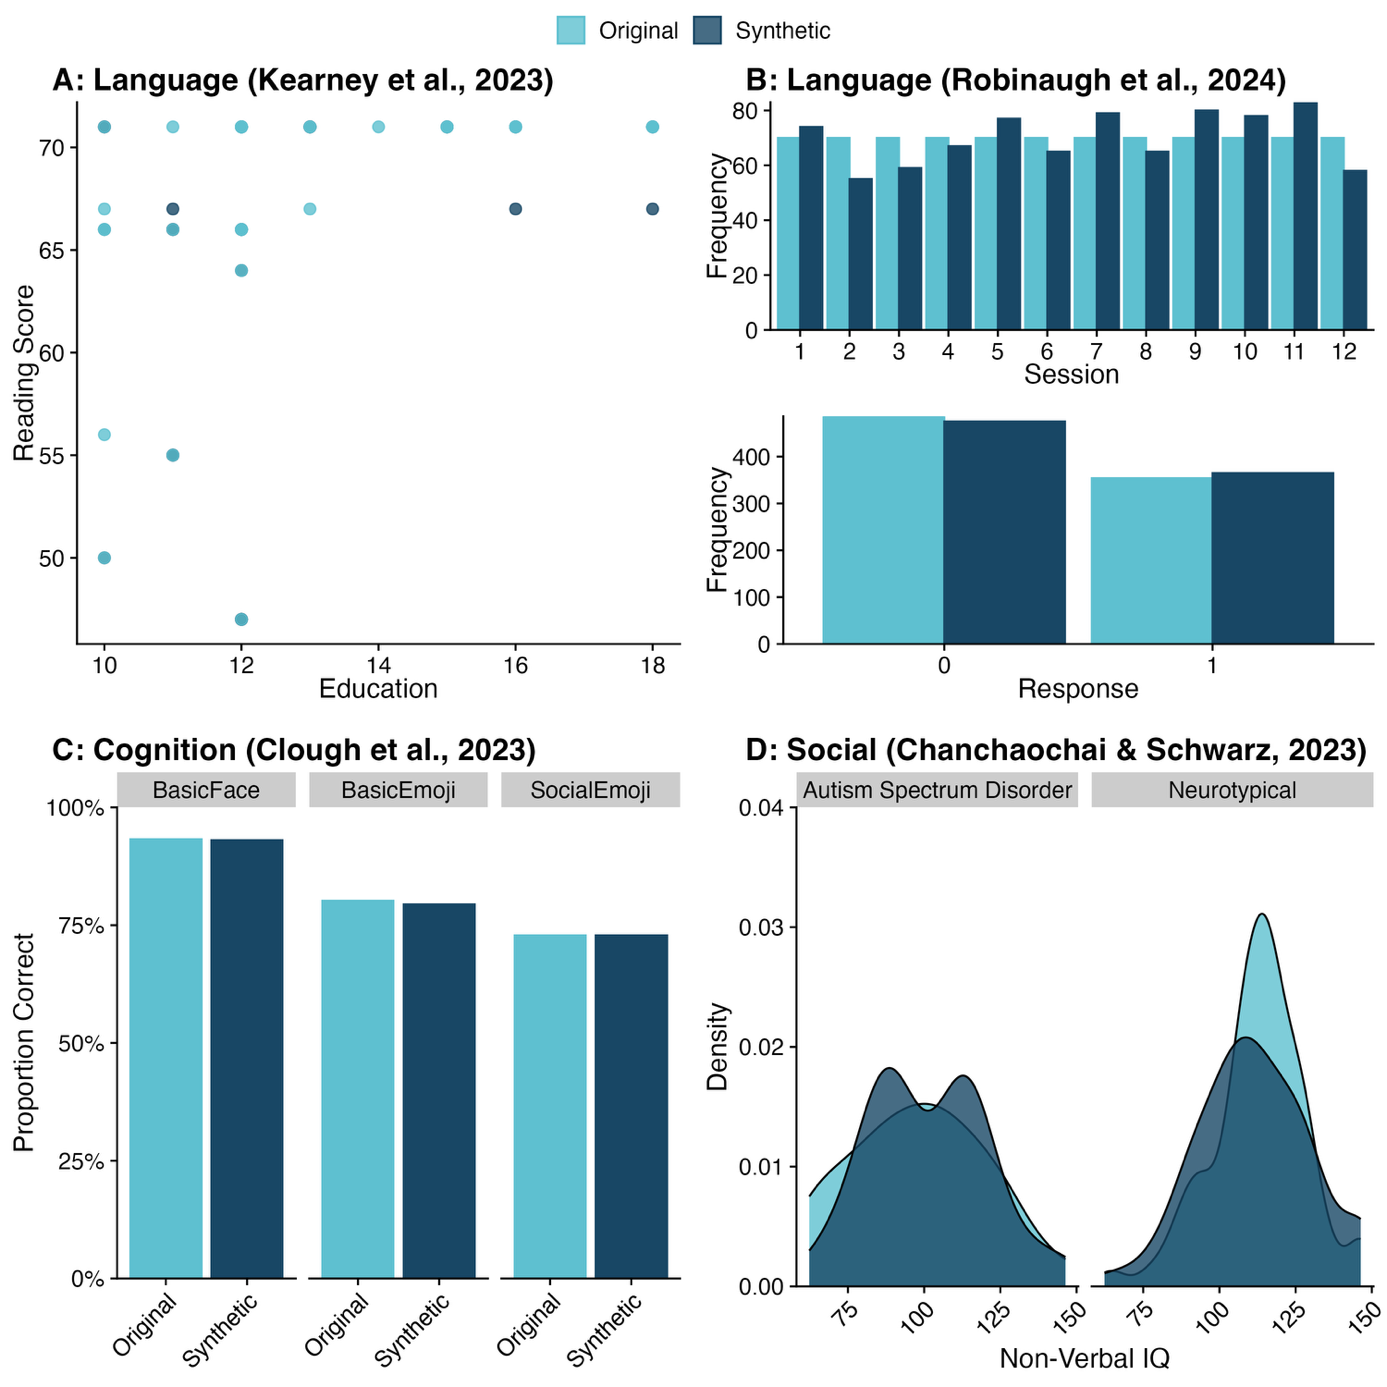 Original Synthetic
A: Language (Kearney et al., 2023)
70
65
60
55
50
Reading Score
10 12 14 16 18
Education
B: Language (Robinaugh et al., 2024)
80
60
40
20
0
Frequency
1 2 3 4 5 6 7 8 9 10 11 12
Session
400
300
200
100
0
Frequency
0 1
Response
C: Cognition (Clough et al., 2023)
BasicFace BasicEmoji SocialEmoji
100%
75%
50%
25%
0%
Proportion Correct
Original Synthetic Original Synthetic Original Synthetic
D: Social (Chanchaochai & Schwarz, 2023)
Autism Spectrum Disorder Neurotypical
0.04
0.03
0.02
0.01
0.00
Density
75 100 125 150 75 100 125 150
Non-Verbal IQ